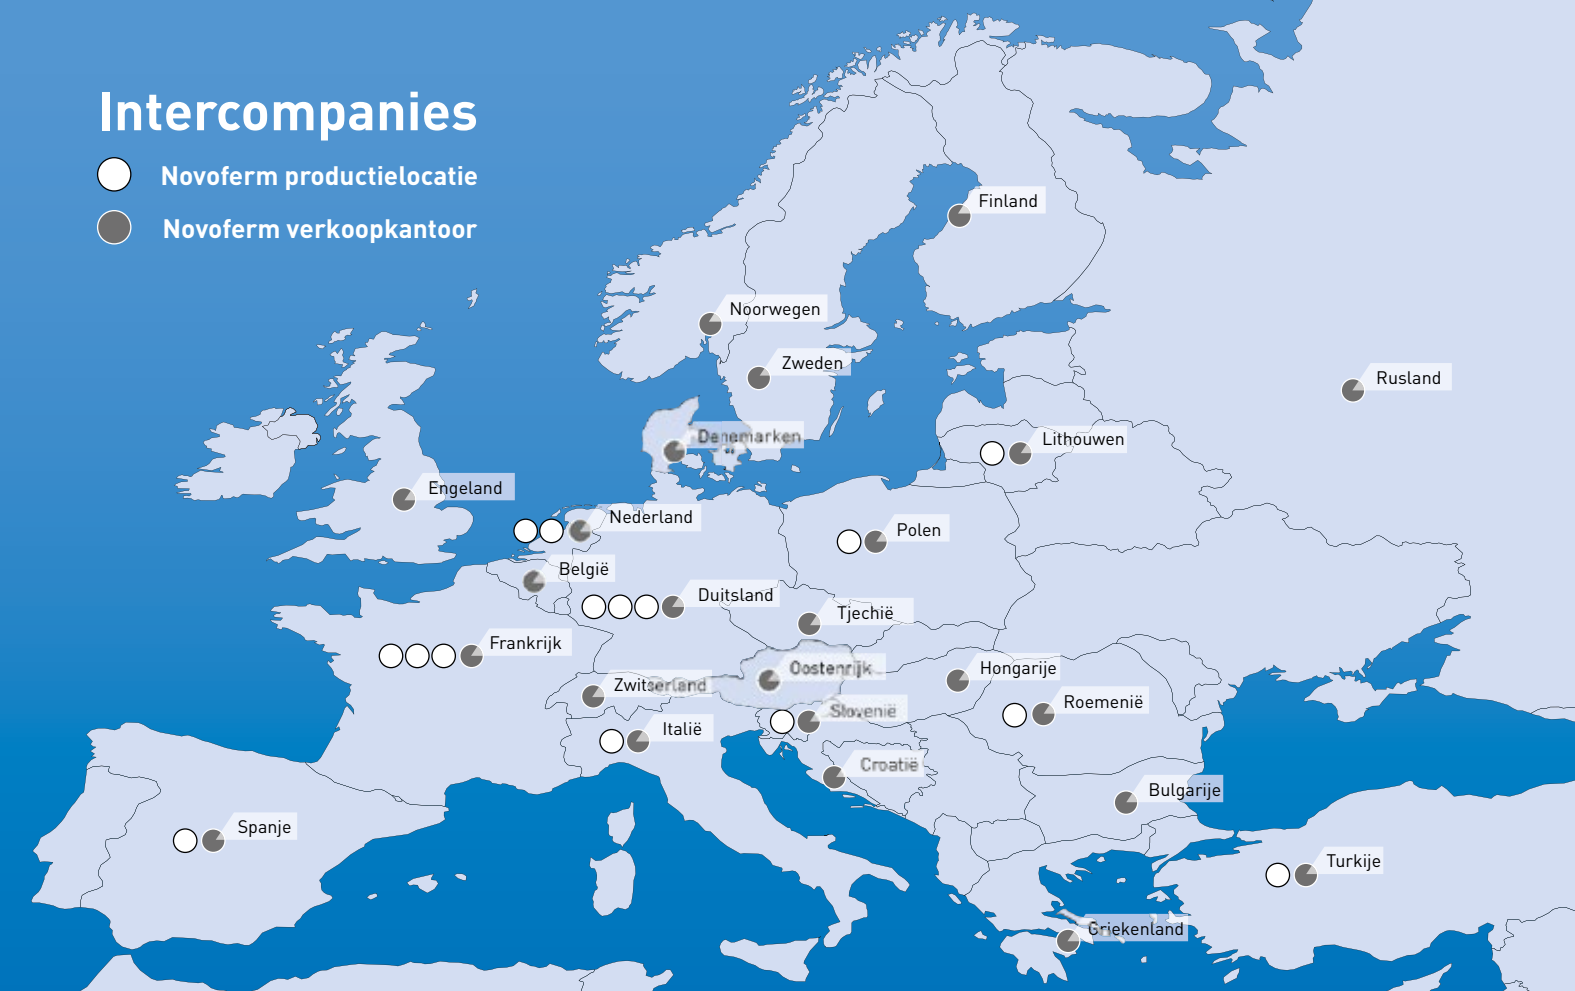 Intercompanies
Novoferm productielocatie
Novoferm verkoopkantoor
Finland
Noorwegen
Zweden
Rusland
Denemarken
Lithouwen
Engeland
Nederland
Polen
België
Duitsland
Tjechië
Frankrijk
Oostenrijk
Hongarije
Zwitserland
Roemenië
Slovenië
Italië
Croatië
Bulgarije
Spanje
Turkije
Griekenland